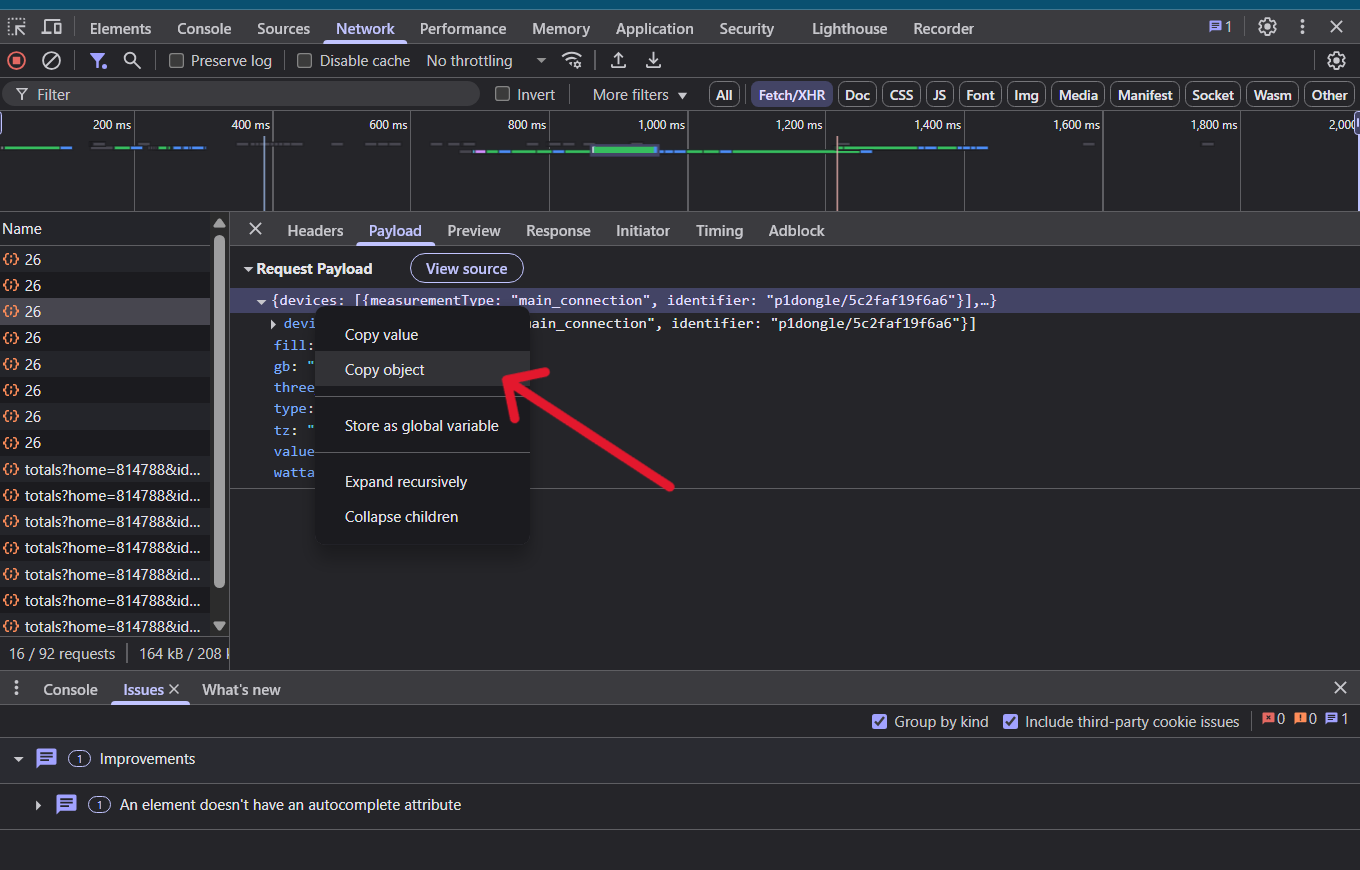 Elements Console Sources Network Performance Memory Application Security Lighthouse Recorder 1
Preserve log Disable cache No throttling
Filter Invert More filters All Fetch/XHR Doc CSS JS Font Img Media Manifest Socket Wasm Other
200 ms 400 ms 600 ms 800 ms 1,000 ms 1,200 ms 1,400 ms 1,600 ms 1,800 ms 2,00
Name
26
26
26
26
26
26
26
26
totals?home=814788&id...
totals?home=814788&id...
totals?home=814788&id...
totals?home=814788&id...
totals?home=814788&id...
totals?home=814788&id...
totals?home=814788&id...
16 / 92 requests 164 kB / 208 k
Headers Payload Preview Response Initiator Timing Adblock
Request Payload View source
{devices: [{measurementType: "main_connection", identifier: "p1dongle/5c2faf19f6a6"}],…}
devi ain_connection", identifier: "p1dongle/5c2faf19f6a6"}]
fill:
gb: "
three
type:
tz: "
value
watta
Copy value
Copy object
Store as global variable
Expand recursively
Collapse children
Console Issues What's new
Group by kind Include third-party cookie issues 0 0 1
1 Improvements
1 An element doesn't have an autocomplete attribute